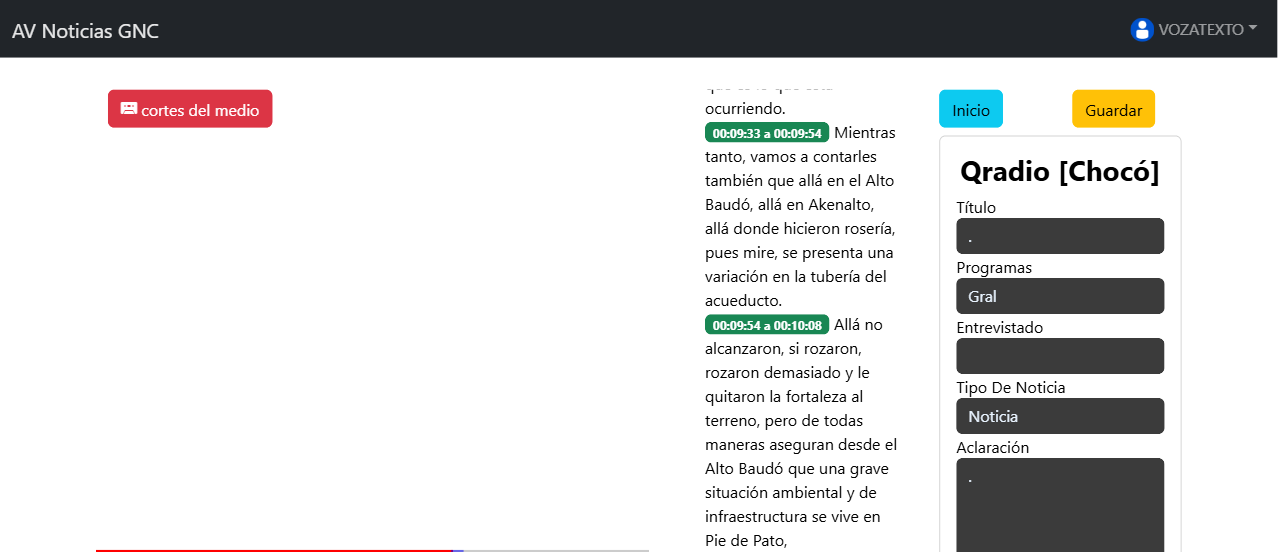 AV Noticias GNC
VOZATEXTO
cortes del medio
ocurriendo.
00:09:33 a 00:09:54 Mientras
tanto, vamos a contarles
también que allá en el Alto
Baudó, allá en Akenalto,
allá donde hicieron rosería,
pues mire, se presenta una
variación en la tubería del
acueducto.
00:09:54 a 00:10:08 Allá no
alcanzaron, si rozaron,
rozaron demasiado y le
quitaron la fortaleza al
terreno, pero de todas
maneras aseguran desde el
Alto Baudó que una grave
situación ambiental y de
infraestructura se vive en
Pie de Pato,
Inicio
Guardar
Qradio [Chocó]
Título
.
Programas
Gral
Entrevistado
Tipo De Noticia
Noticia
Aclaración
.